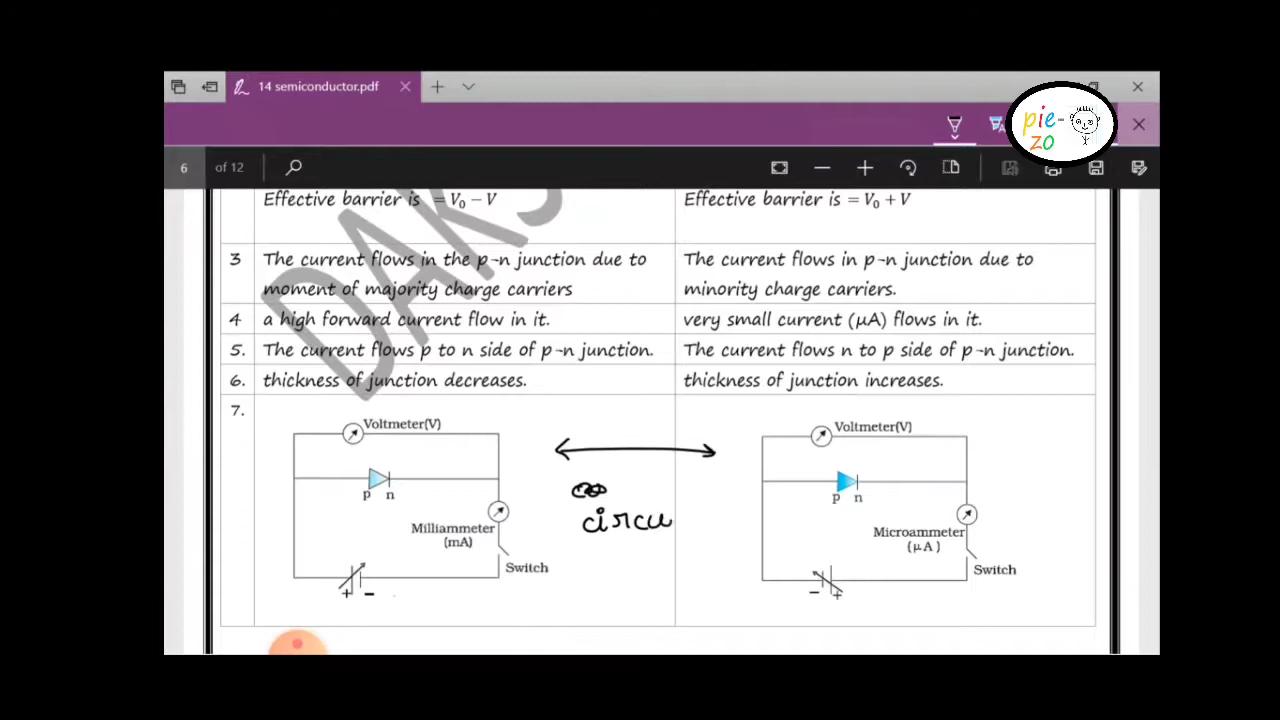 14 semiconductor.pdf
pie-
zo
6 of 12
Effective barrier is = V₀ − V
Effective barrier is = V₀ + V
3
The current flows in the p-n junction due to
moment of majority charge carriers
The current flows in p-n junction due to
minority charge carriers.
4
a high forward current flow in it.
very small current (μA) flows in it.
5.
The current flows p to n side of p-n junction.
The current flows n to p side of p-n junction.
6.
thickness of junction decreases.
thickness of junction increases.
7.
Voltmeter(V)
p n
Milliammeter
(mA)
Switch
+ −
circu
Voltmeter(V)
p n
Microammeter
(μA)
Switch
− +
DAKS